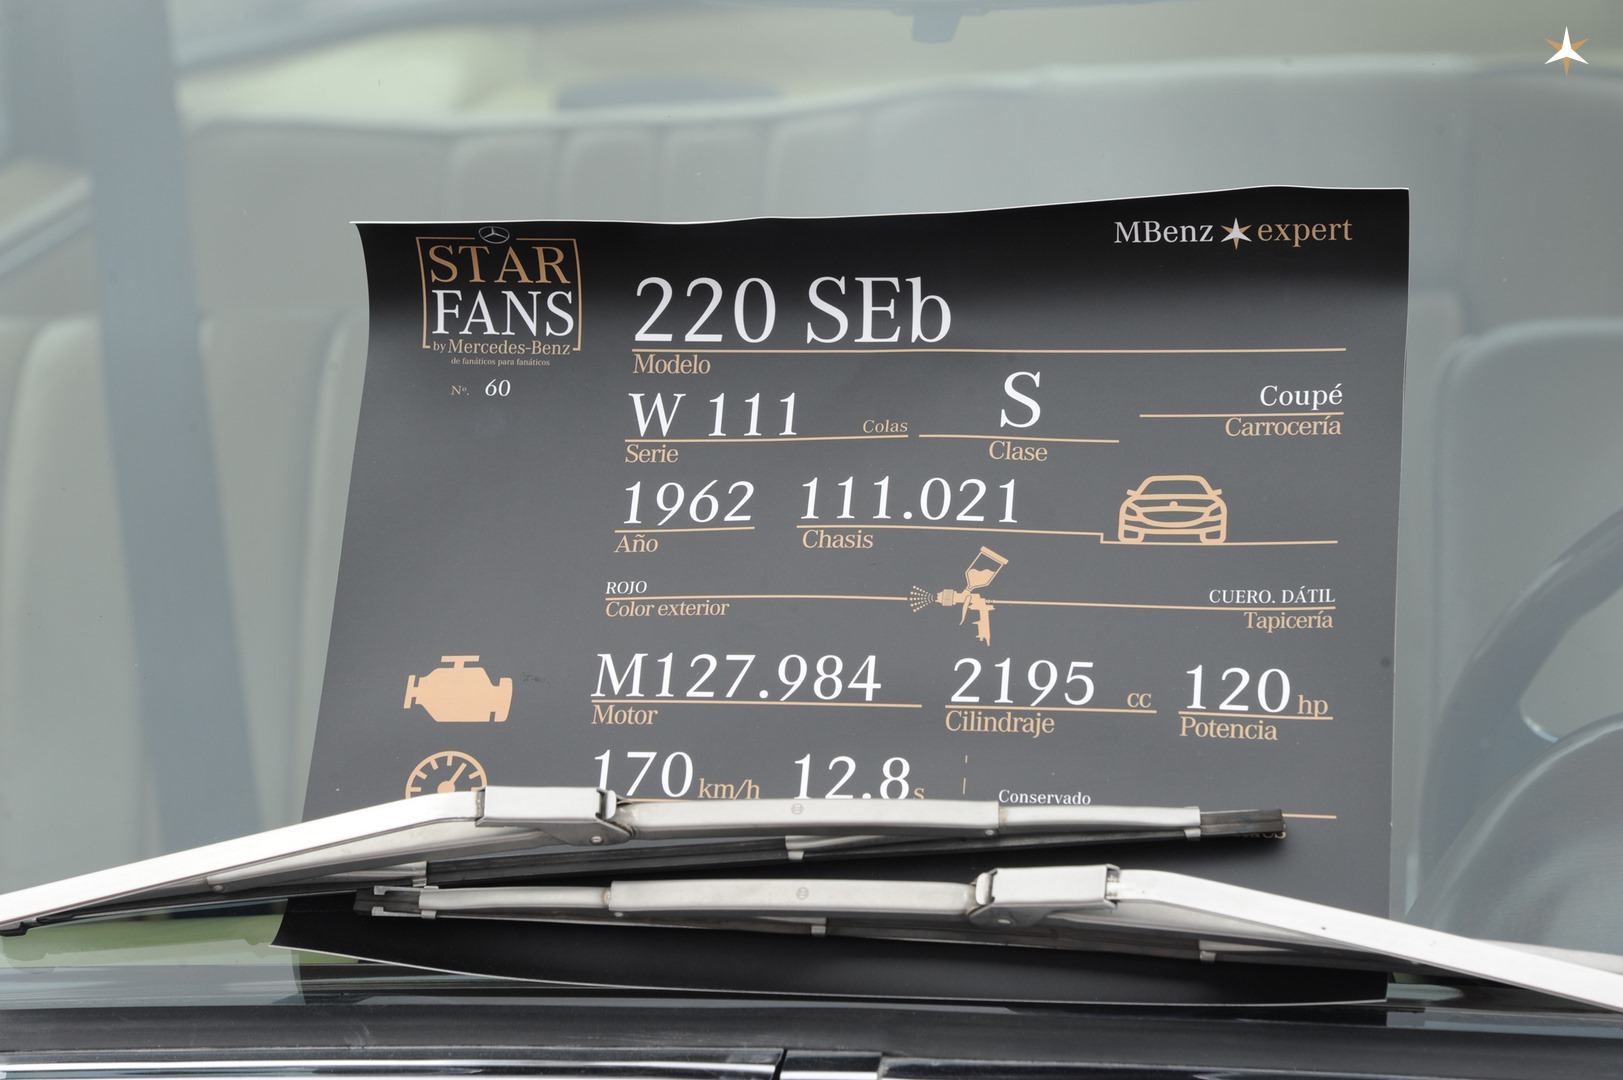 MBenz expert
STAR
FANS
by Mercedes-Benz
de fanáticos para fanáticos
Nº. 60
220 SEb
Modelo
W 111 Colas
Serie
S
Clase
Coupé
Carrocería
1962
Año
111.021
Chasis
ROJO
Color exterior
CUERO. DÁTIL
Tapicería
M127.984
Motor
2195 cc
Cilindraje
120 hp
Potencia
170 km/h
12.8 s
Conservado